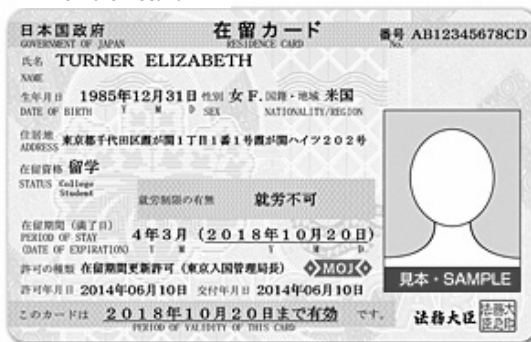 日本国政府 在留カード 番号 AB12345678CD
GOVERNMENT OF JAPAN RESIDENCE CARD No.
氏名 TURNER ELIZABETH
NAME
生年月日 1985年12月31日 性別 女 F. 国籍・地域 米国
DATE OF BIRTH Y M D SEX NATIONALITY/REGION
住居地 東京都千代田区霞が関1丁目1番1号霞が関ハイツ202号
ADDRESS
在留資格 留学
STATUS College
Student
就労制限の有無 就労不可
在留期間(満了日) 4年3月(2018年10月20日)
PERIOD OF STAY
(DATE OF EXPIRATION) Y M Y M D
許可の種類 在留期間更新許可(東京入国管理局長) MOJ
見本・SAMPLE
許可年月日 2014年06月10日 交付年月日 2014年06月10日
このカードは 2018年10月20日まで有効 です。
PERIOD OF VALIDITY OF THIS CARD
法務大臣 法務大臣之印